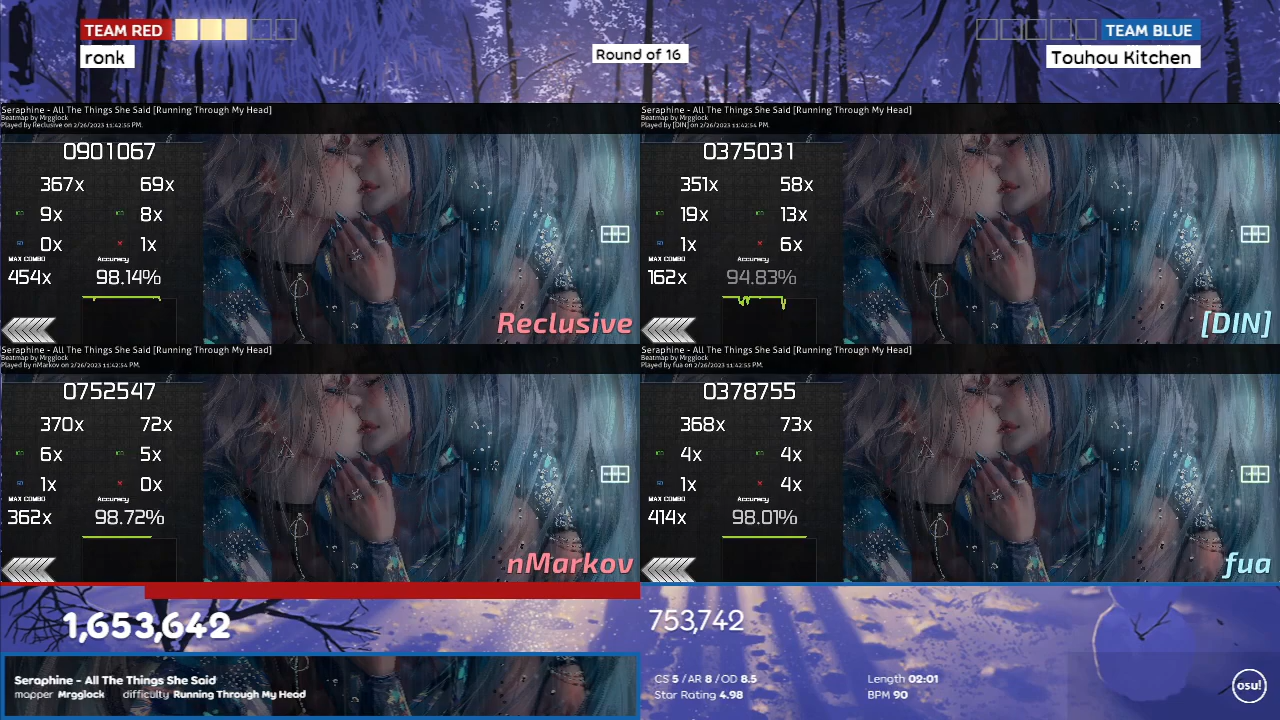 TEAM RED
TEAM BLUE
ronk
Round of 16
Touhou Kitchen
Seraphine - All The Things She Said [Running Through My Head]
Beatmap by Mrgglock
Played by Reclusive on 2/26/2023 11:42:55 PM.
0901067
367x 69x
9x 8x
0x 1x
MAX COMBO Accuracy
454x 98.14%
Reclusive
Seraphine - All The Things She Said [Running Through My Head]
Beatmap by Mrgglock
Played by [DIN] on 2/26/2023 11:42:54 PM.
0375031
351x 58x
19x 13x
1x 6x
MAX COMBO Accuracy
162x 94.83%
[DIN]
Seraphine - All The Things She Said [Running Through My Head]
Beatmap by Mrgglock
Played by nMarkov on 2/26/2023 11:42:54 PM.
0752547
370x 72x
6x 5x
1x 0x
MAX COMBO Accuracy
362x 98.72%
nMarkov
Seraphine - All The Things She Said [Running Through My Head]
Beatmap by Mrgglock
Played by fua on 2/26/2023 11:42:55 PM.
0378755
368x 73x
4x 4x
1x 4x
MAX COMBO Accuracy
414x 98.01%
fua
1,653,642
753,742
Seraphine - All The Things She Said
mapper Mrgglock difficulty Running Through My Head
CS 5 / AR 8 / OD 8.5
Star Rating 4.98
Length 02:01
BPM 90
osu!